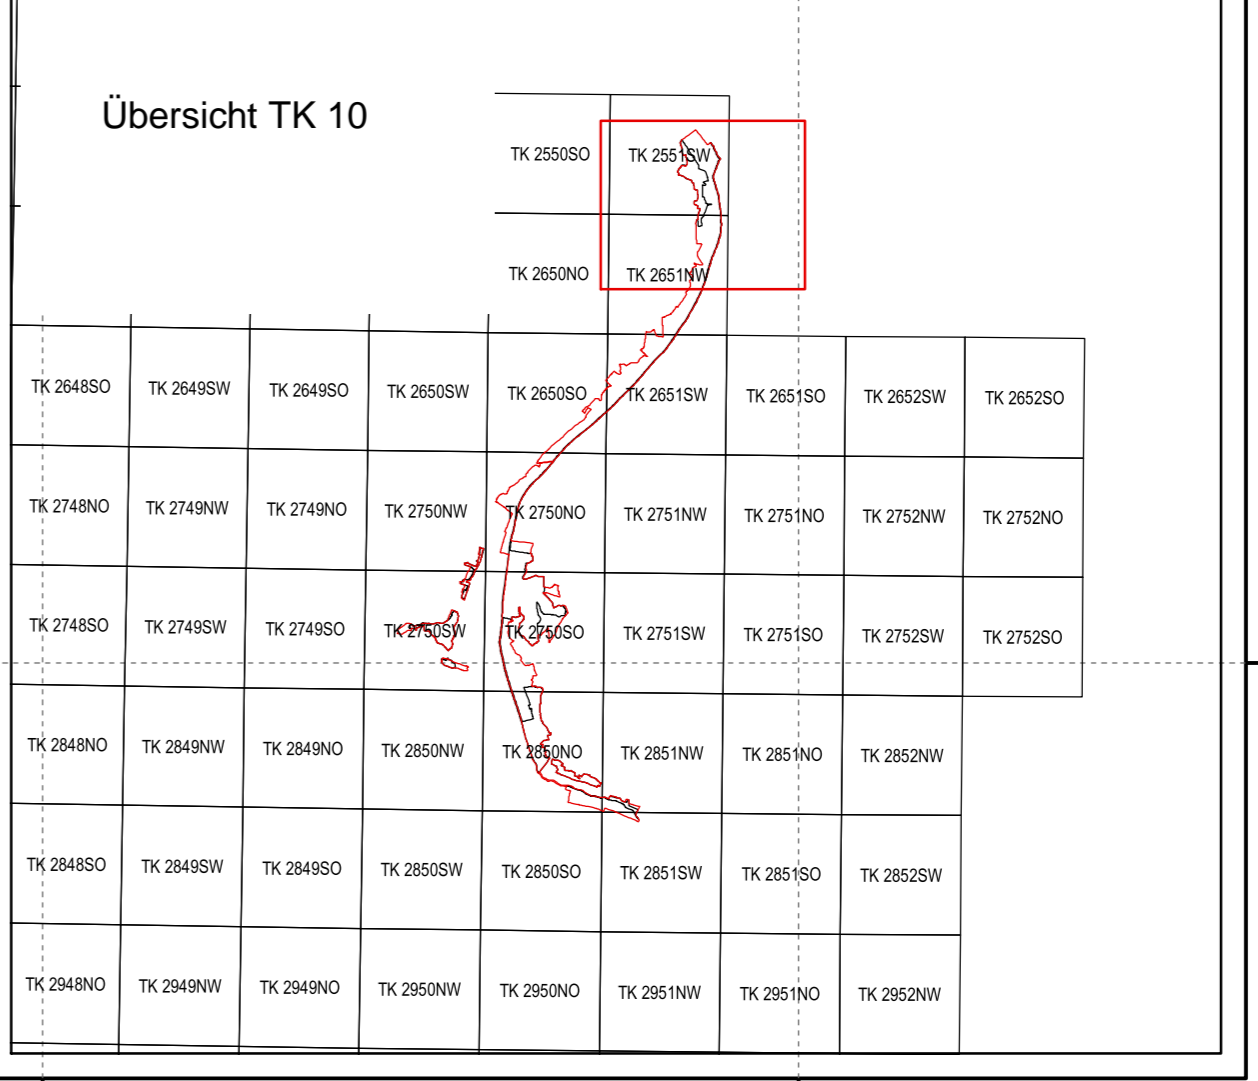 Übersicht TK 10
TK 2550SO TK 2551SW
TK 2650NO TK 2651NW
TK 2648SO TK 2649SW TK 2649SO TK 2650SW TK 2650SO TK 2651SW TK 2651SO TK 2652SW TK 2652SO
TK 2748NO TK 2749NW TK 2749NO TK 2750NW TK 2750NO TK 2751NW TK 2751NO TK 2752NW TK 2752NO
TK 2748SO TK 2749SW TK 2749SO TK 2750SW TK 2750SO TK 2751SW TK 2751SO TK 2752SW TK 2752SO
TK 2848NO TK 2849NW TK 2849NO TK 2850NW TK 2850NO TK 2851NW TK 2851NO TK 2852NW
TK 2848SO TK 2849SW TK 2849SO TK 2850SW TK 2850SO TK 2851SW TK 2851SO TK 2852SW
TK 2948NO TK 2949NW TK 2949NO TK 2950NW TK 2950NO TK 2951NW TK 2951NO TK 2952NW